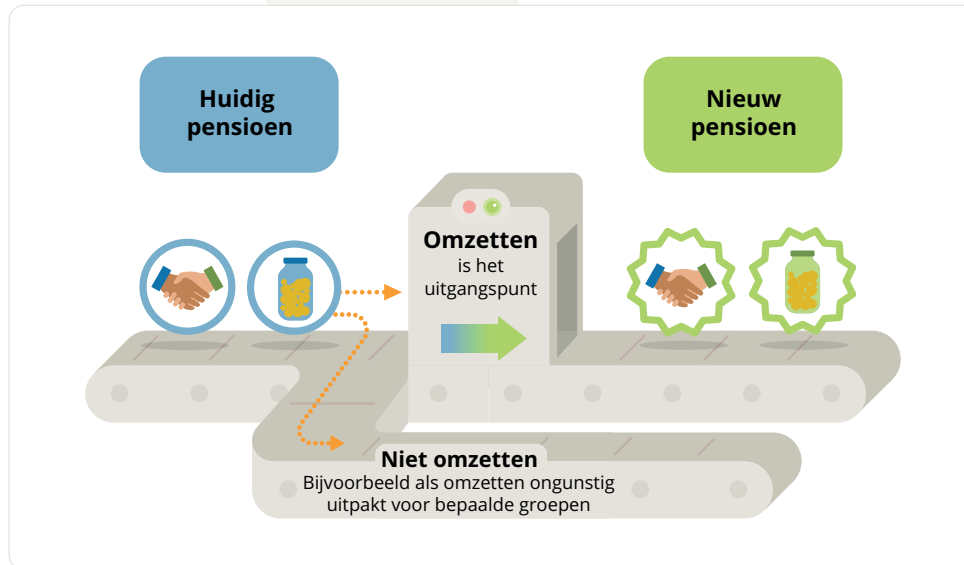 Huidig
pensioen
Nieuw
pensioen
Omzetten
is het
uitgangspunt
Niet omzetten
Bijvoorbeeld als omzetten ongunstig
uitpakt voor bepaalde groepen